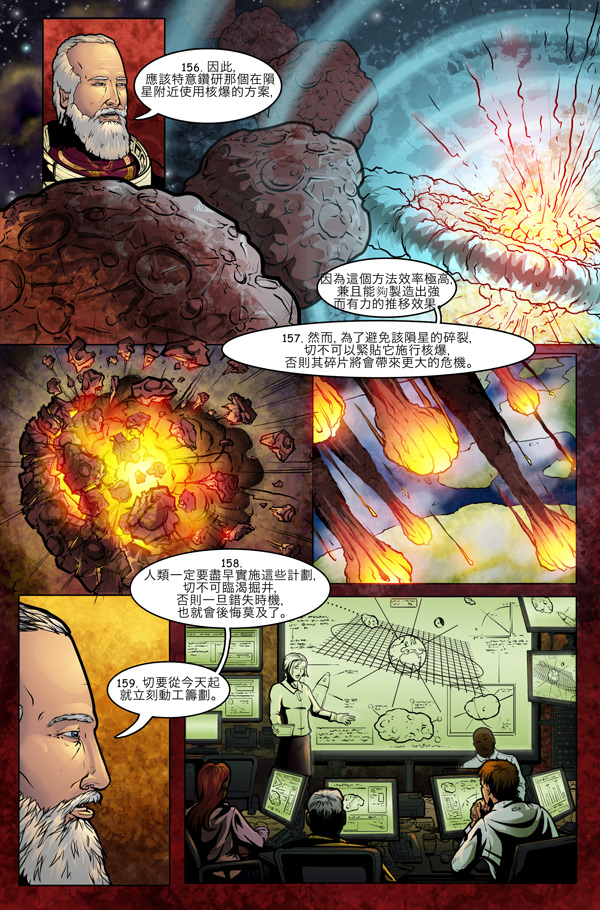 156. 因此,
應該特意鑽研那個在隕
星附近使用核爆的方案,
因為這個方法效率極高,
兼且能夠製造出強
而有力的推移效果
157. 然而, 為了避免該隕星的碎裂,
切不可以緊貼它施行核爆,
否則其碎片將會帶來更大的危機。
158.
人類一定要盡早實施這些計劃,
切不可臨渴掘井,
否則一旦錯失時機,
也就會後悔莫及了。
159. 切要從今天起
就立刻動工籌劃。